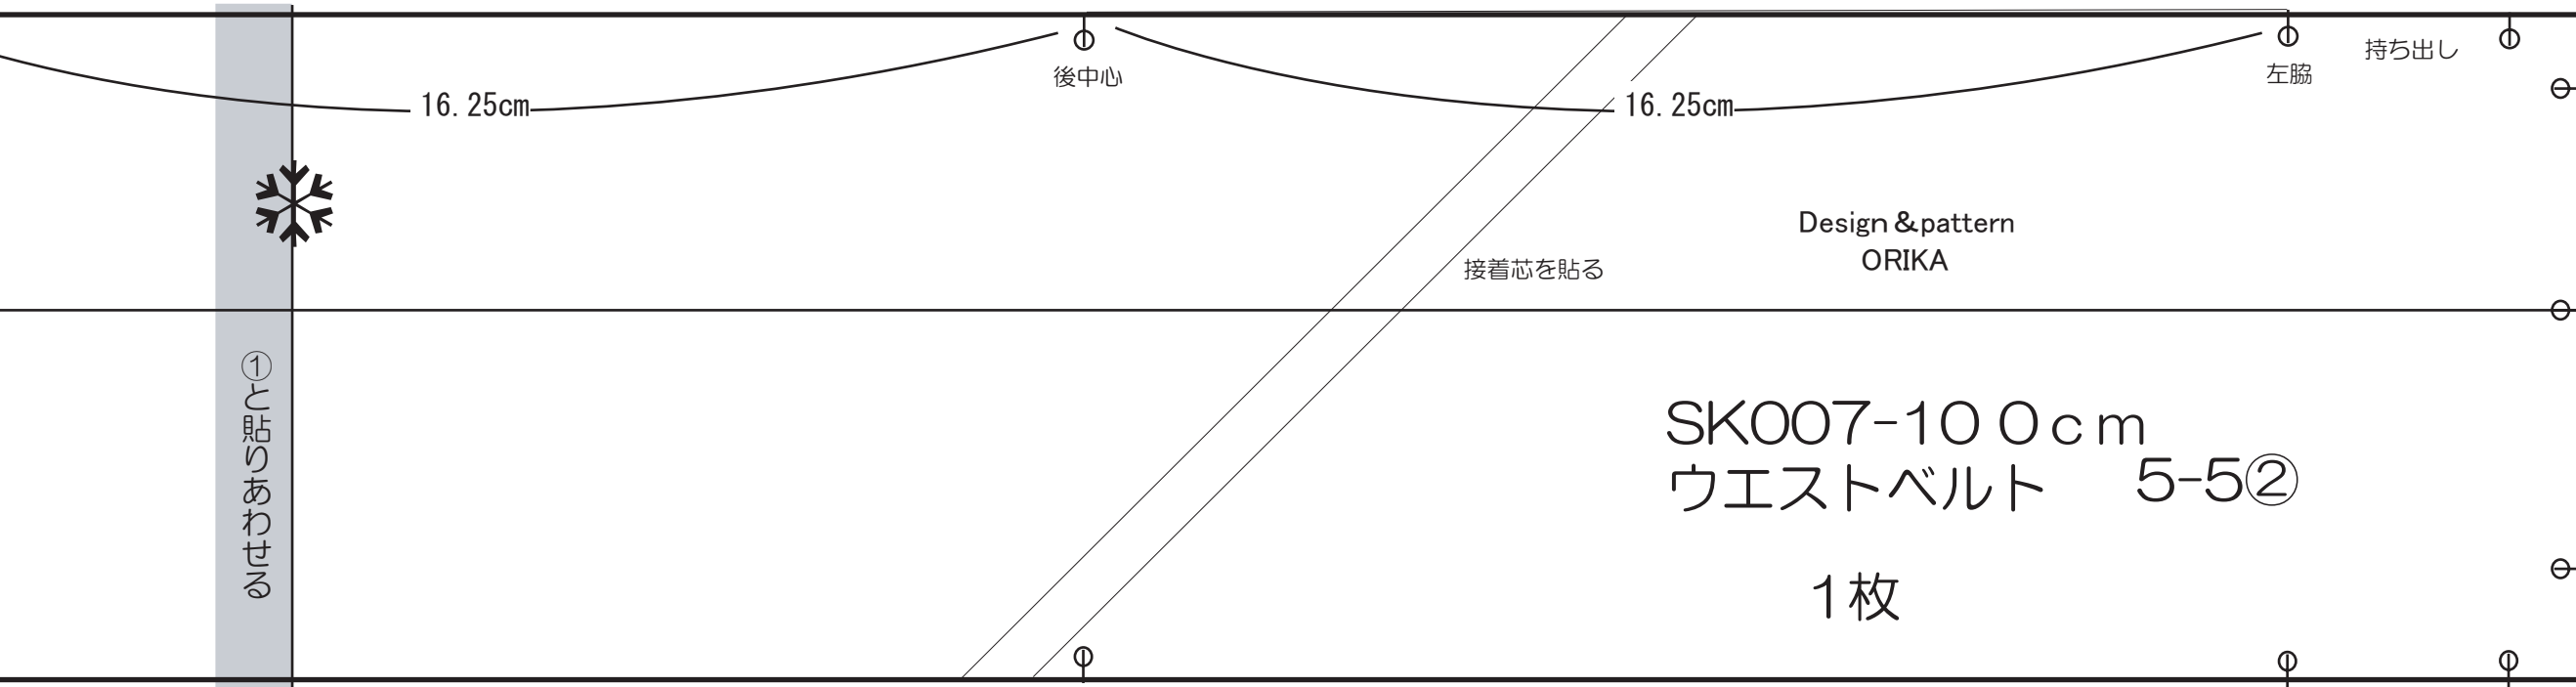 後中心
左脇
持ち出し
16.25cm
16.25cm
Design &pattern
ORIKA
接着芯を貼る
①と貼りあわせる
SK007-100cm
ウエストベルト 5-5②
1枚